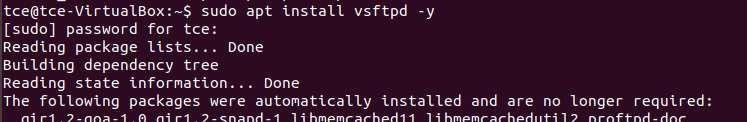 tce@tce-VirtualBox:~$ sudo apt install vsftpd -y
[sudo] password for tce:
Reading package lists... Done
Building dependency tree
Reading state information... Done
The following packages were automatically installed and are no longer required:
gir1.2-goa-1.0 gir1.2-snapd-1 libmemcached11 libmemcachedutil2 proftpd-doc